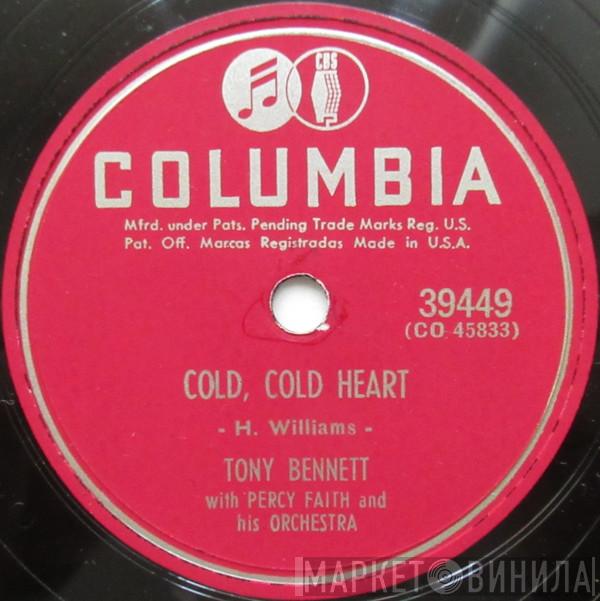 CBS
COLUMBIA
Mfrd. under Pats. Pending Trade Marks Reg. U.S.
Pat. Off. Marcas Registradas Made in U.S.A.
39449
(CO 45833)
COLD, COLD HEART
- H. Williams -
TONY BENNETT
with PERCY FAITH and
his ORCHESTRA
МАРКЕТ ВИНИЛА